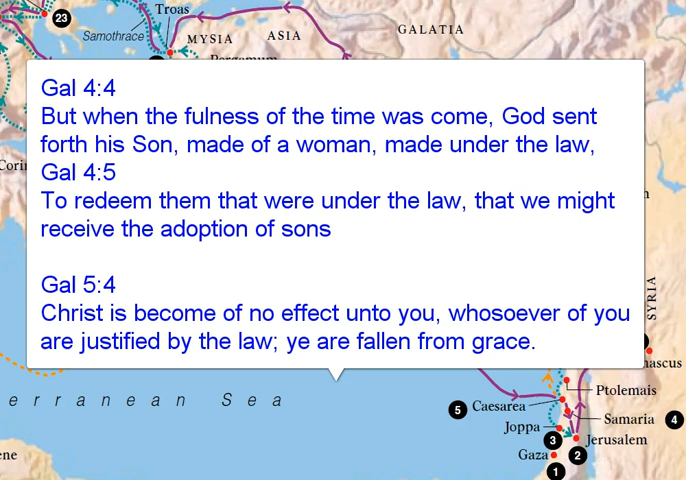 23
Troas
Samothrace
MYSIA
ASIA
GALATIA
Gal 4:4
But when the fulness of the time was come, God sent
forth his Son, made of a woman, made under the law,
Gal 4:5
To redeem them that were under the law, that we might
receive the adoption of sons
Gal 5:4
Christ is become of no effect unto you, whosoever of you
are justified by the law; ye are fallen from grace.
SYRIA
erranean Sea
Ptolemais
5 Caesarea
Samaria 4
Joppa
3
Jerusalem
Gaza
2
1